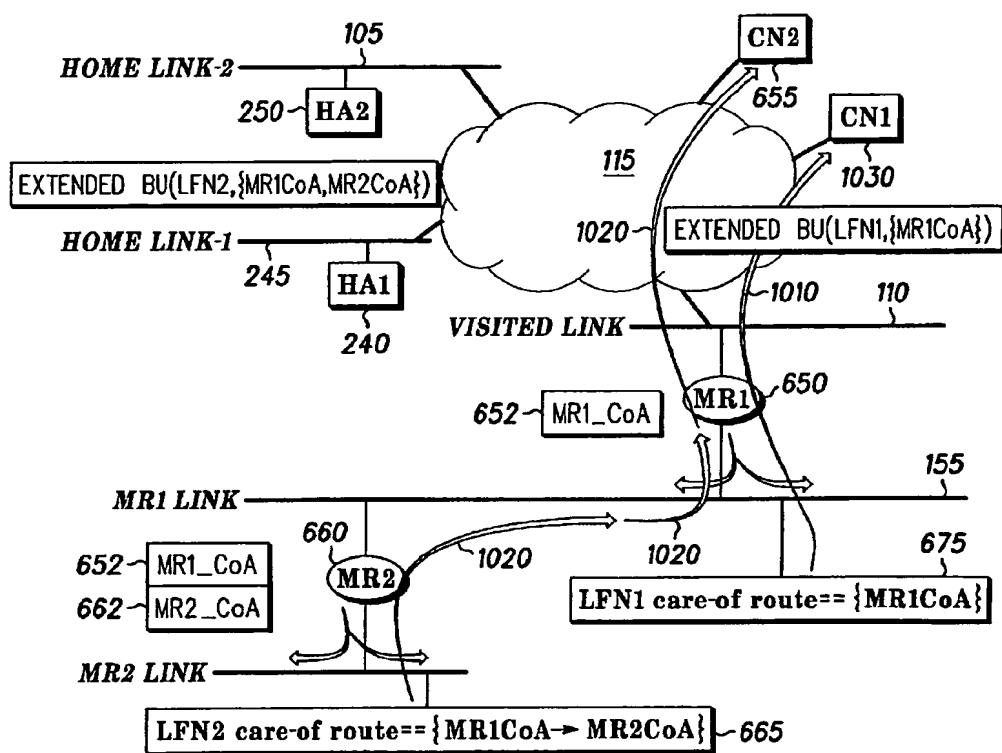 105
CN2
HOME LINK-2
655
250
HA2
CN1
115
1030
EXTENDED BU(LFN2,{MR1CoA,MR2CoA})
1020
EXTENDED BU(LFN1,{MR1CoA})
HOME LINK-1
245
HA1
1010
110
240
VISITED LINK
650
MR1
652
MR1_CoA
155
MR1 LINK
660
1020
1020
675
652
MR1_CoA
MR2
662
MR2_CoA
LFN1 care-of route== {MR1CoA}
MR2 LINK
LFN2 care-of route== {MR1CoA→ MR2CoA}
665